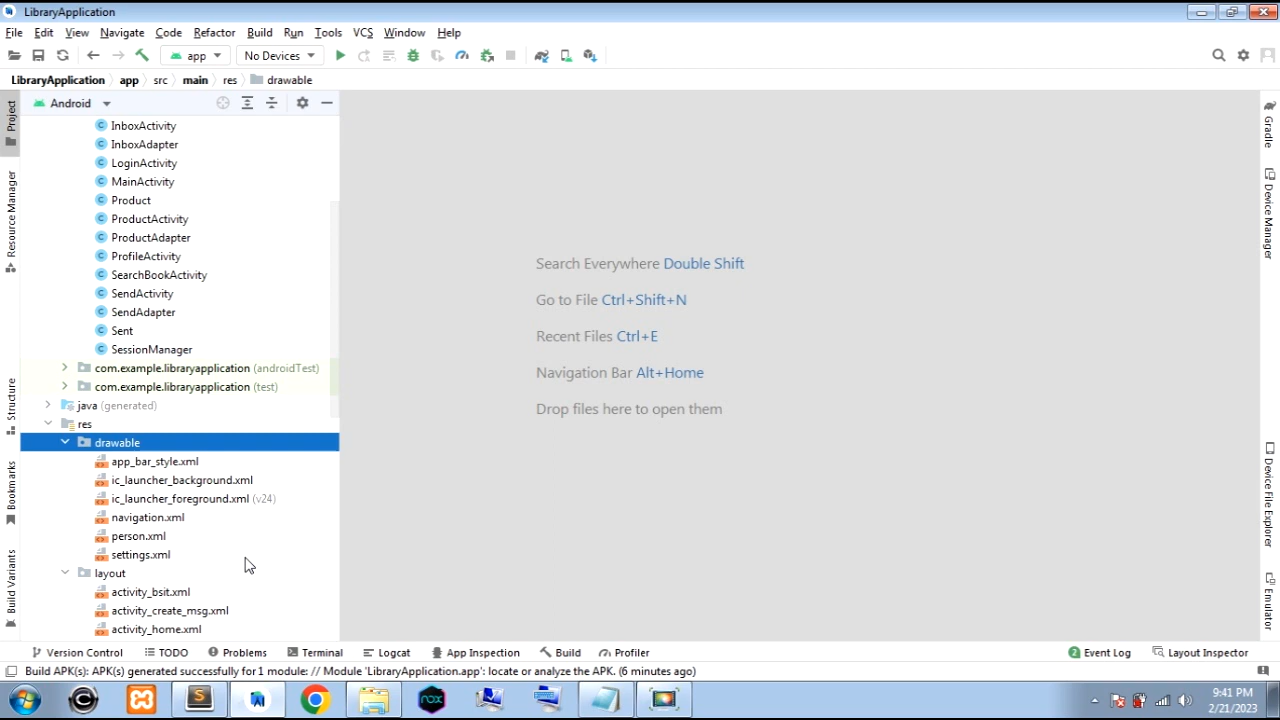 LibraryApplication
File Edit View Navigate Code Refactor Build Run Tools VCS Window Help
app No Devices
LibraryApplication app src main res drawable
Android
InboxActivity
InboxAdapter
LoginActivity
MainActivity
Product
ProductActivity
ProductAdapter
ProfileActivity
SearchBookActivity
SendActivity
SendAdapter
Sent
SessionManager
com.example.libraryapplication (androidTest)
com.example.libraryapplication (test)
java (generated)
res
drawable
app_bar_style.xml
ic_launcher_background.xml
ic_launcher_foreground.xml (v24)
navigation.xml
person.xml
settings.xml
layout
activity_bsit.xml
activity_create_msg.xml
activity_home.xml
Project
Resource Manager
Structure
Bookmarks
Build Variants
Search Everywhere Double Shift
Go to File Ctrl+Shift+N
Recent Files Ctrl+E
Navigation Bar Alt+Home
Drop files here to open them
Gradle
Device Manager
Device File Explorer
Emulator
Version Control TODO Problems Terminal Logcat App Inspection Build Profiler 2 Event Log Layout Inspector
Build APK(s): APK(s) generated successfully for 1 module: // Module 'LibraryApplication.app': locate or analyze the APK. (6 minutes ago)
nox
9:41 PM
2/21/2023